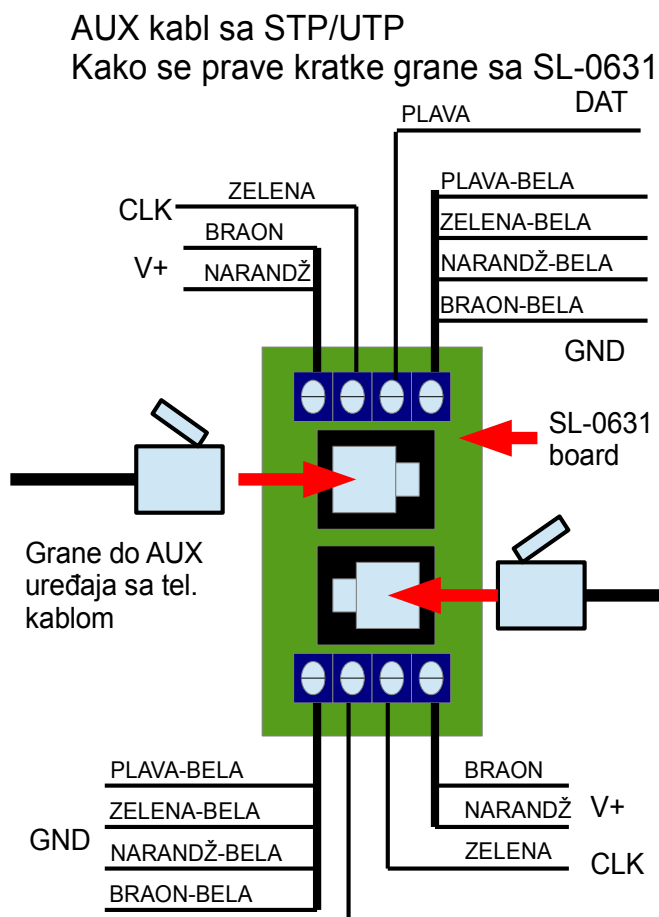 AUX kabl sa STP/UTP
Kako se prave kratke grane sa SL-0631
DAT
PLAVA
PLAVA-BELA
ZELENA
CLK
ZELENA-BELA
BRAON
V+
NARANDŽ
NARANDŽ-BELA
BRAON-BELA
GND
SL-0631
board
Grane do AUX
uređaja sa tel.
kablom
PLAVA-BELA
ZELENA-BELA
GND
NARANDŽ-BELA
BRAON-BELA
BRAON
NARANDŽ
V+
ZELENA
CLK